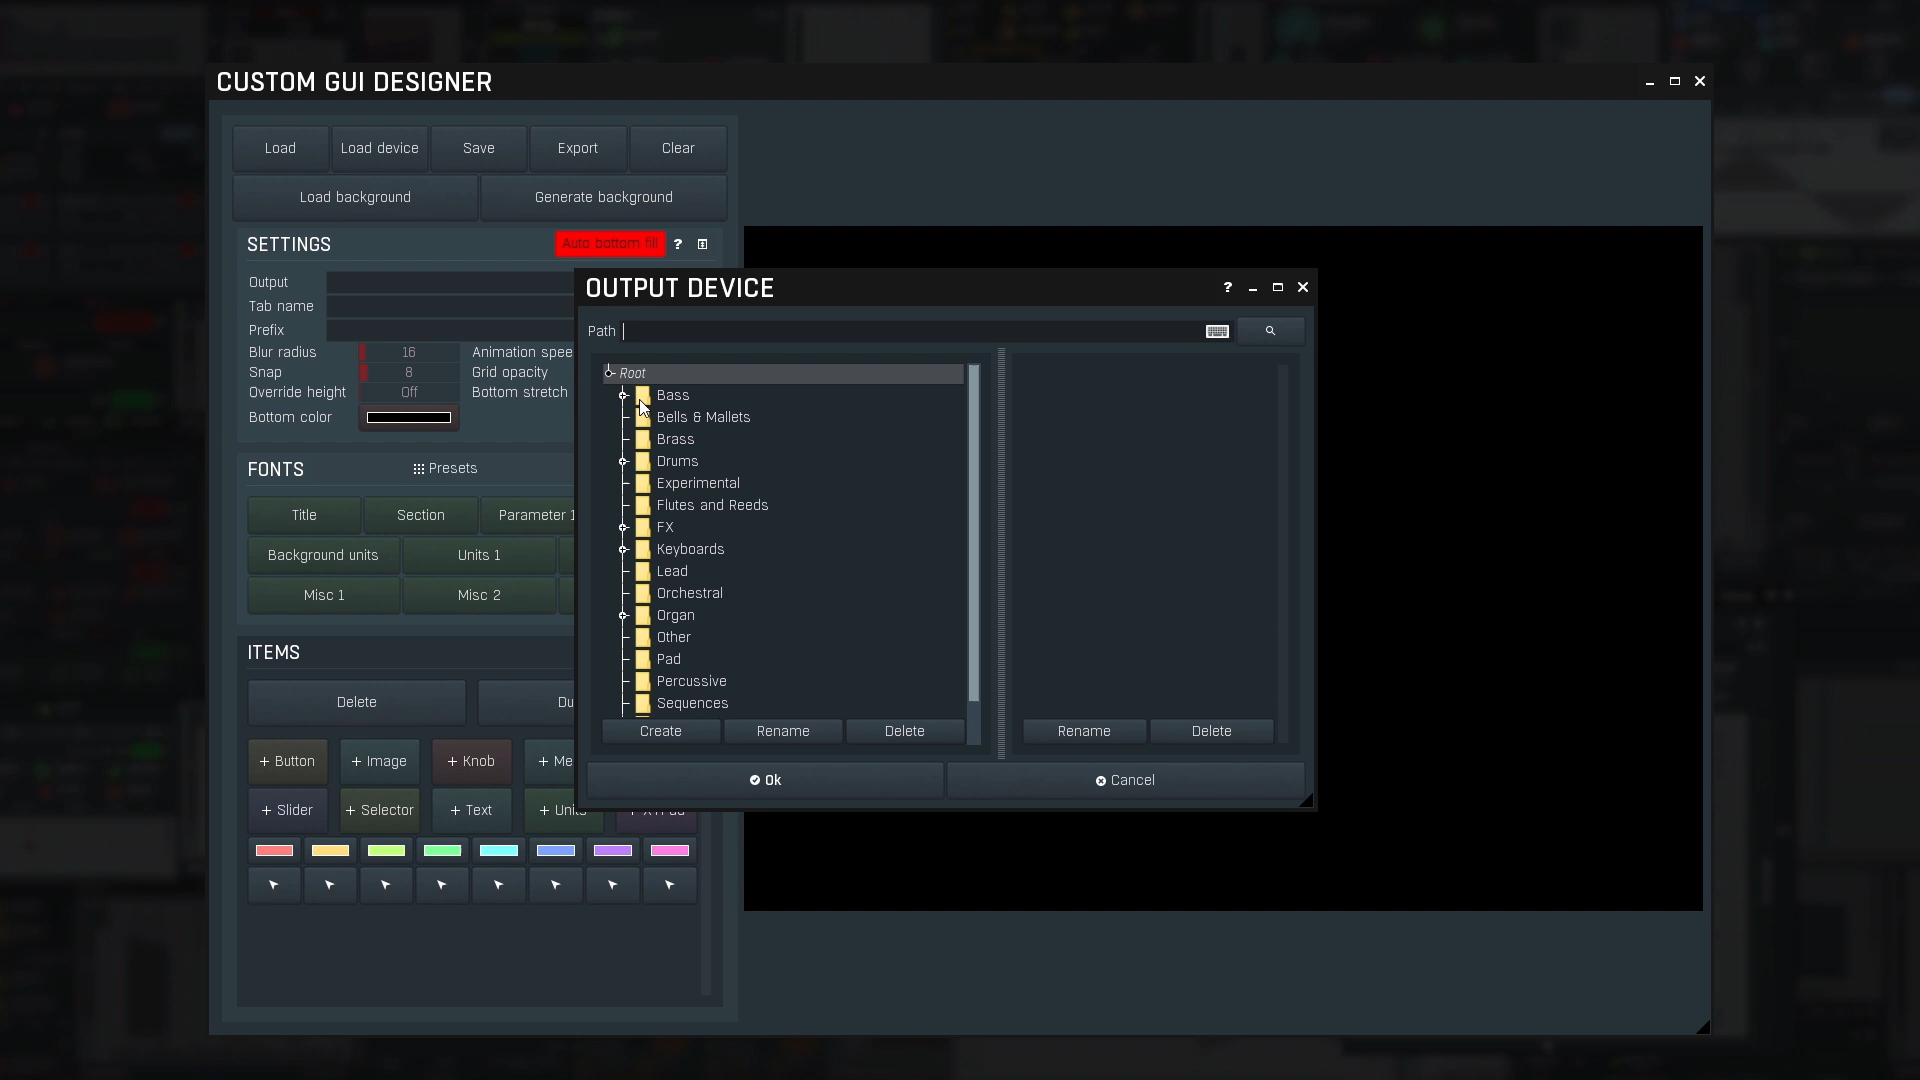 CUSTOM GUI DESIGNER
Load
Load device
Save
Export
Clear
Load background
Generate background
SETTINGS
Auto bottom fill
?
Output
Tab name
Prefix
Blur radius
16
Animation spee
Snap
8
Grid opacity
Override height
Off
Bottom stretch
Bottom color
FONTS
Presets
Title
Section
Parameter 1
Background units
Units 1
Misc 1
Misc 2
ITEMS
Delete
Du
+ Button
+ Image
+ Knob
+ Me
+ Slider
+ Selector
+ Text
+ Units
OUTPUT DEVICE
?
Path
Root
Bass
Bells & Mallets
Brass
Drums
Experimental
Flutes and Reeds
FX
Keyboards
Lead
Orchestral
Organ
Other
Pad
Percussive
Sequences
Create
Rename
Delete
Rename
Delete
Ok
Cancel